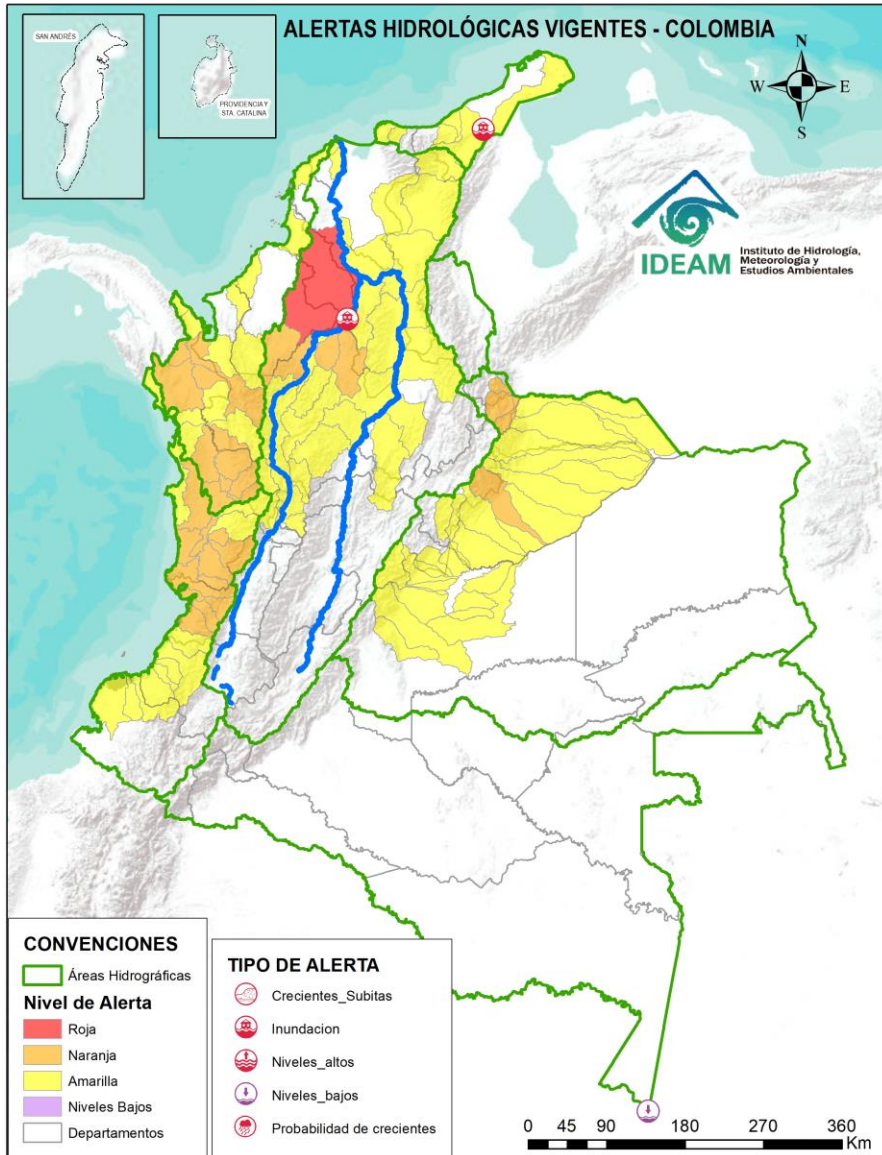 ALERTAS HIDROLÓGICAS VIGENTES - COLOMBIA
SAN ANDRÉS
PROVIDENCIA Y
STA. CATALINA
N
W
E
S
IDEAM
Instituto de Hidrología,
Meteorología y
Estudios Ambientales
CONVENCIONES
Áreas Hidrográficas
Nivel de Alerta
Roja
Naranja
Amarilla
Niveles Bajos
Departamentos
TIPO DE ALERTA
Crecientes_Subitas
Inundacion
Niveles_altos
Niveles_bajos
Probabilidad de crecientes
0 45 90 180 270 360
Km